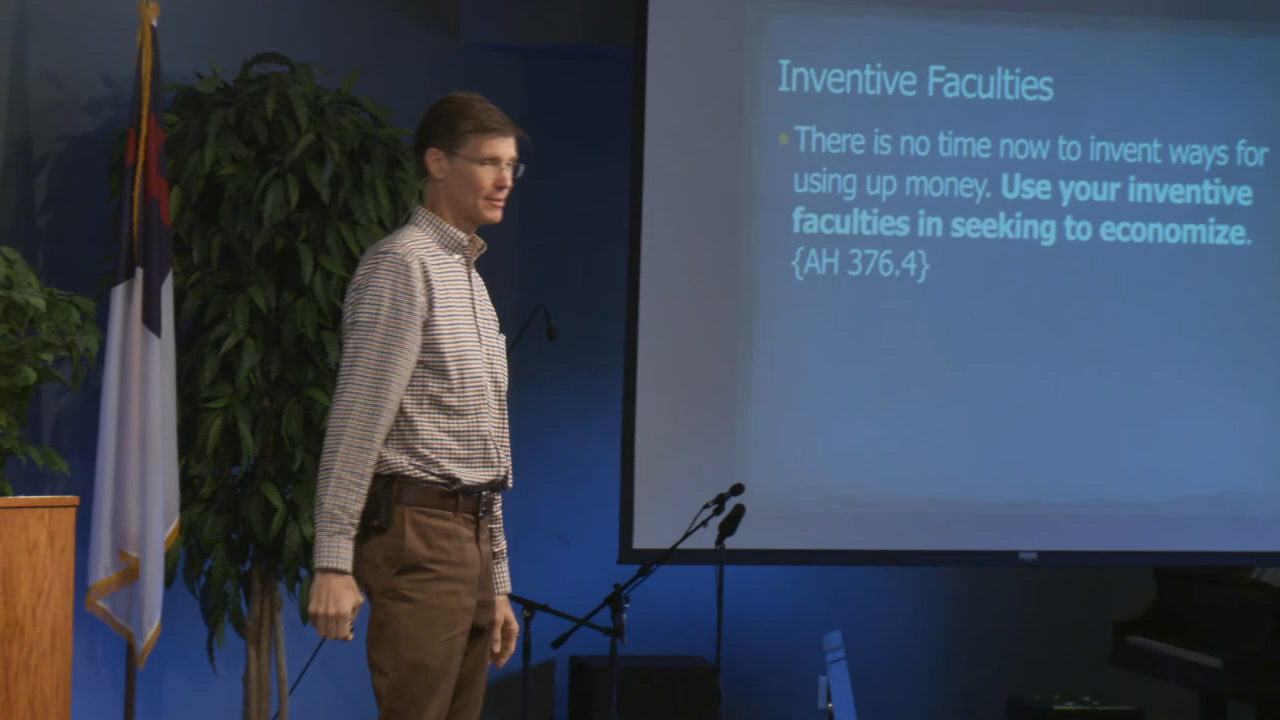 Inventive Faculties
• There is no time now to invent ways for
using up money. Use your inventive
faculties in seeking to economize.
{AH 376.4}